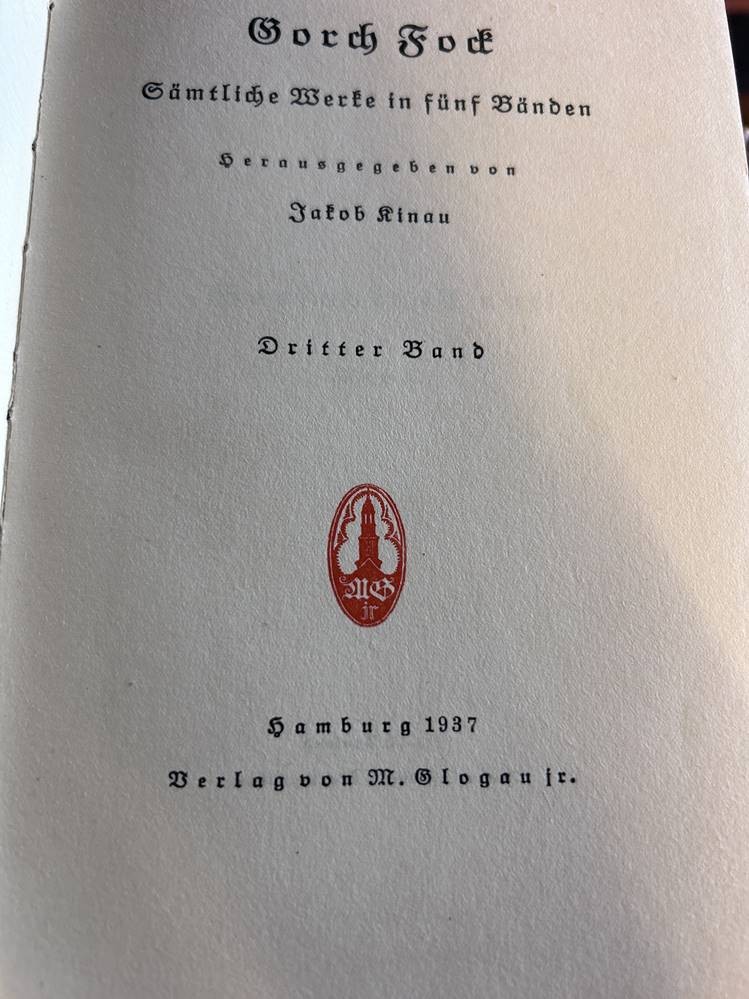 Gorch Fock
Sämtliche Werke in fünf Bänden
Herausgegeben von
Jakob Kinau
Dritter Band
MG
jr
Hamburg 1937
Verlag von M. Glogau jr.